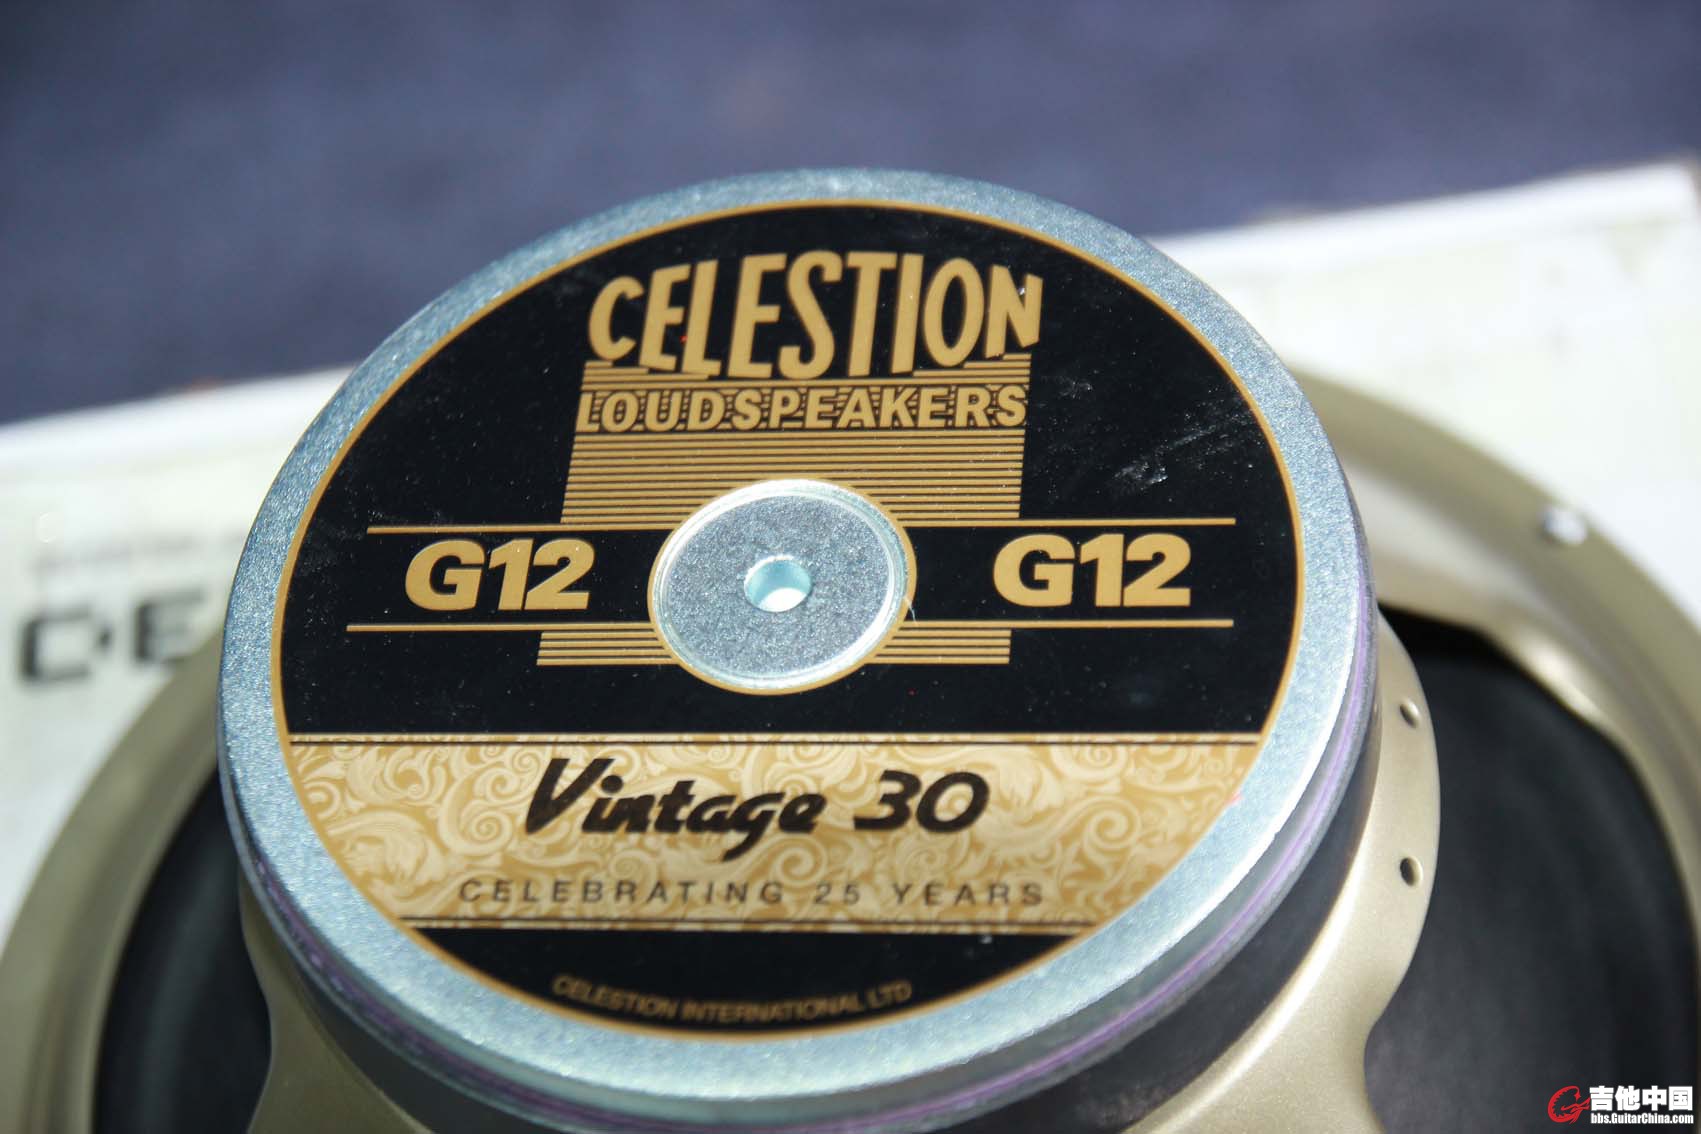 CELESTION
LOUDSPEAKERS
G12 G12
Vintage 30
CELEBRATING 25 YEARS
CELESTION INTERNATIONAL LTD
CE
吉他中国
bbs.GuitarChina.com